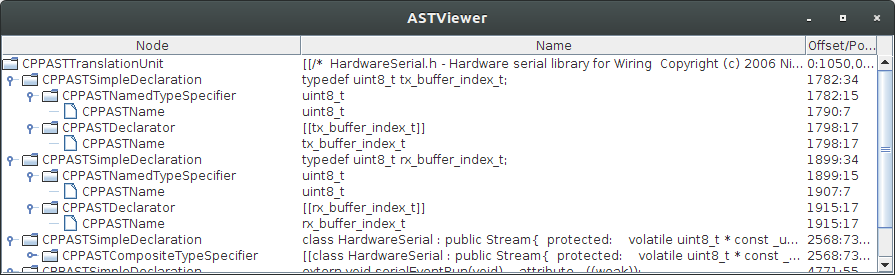 ASTViewer
Node Name Offset/Po...
CPPASTTranslationUnit [[/* HardwareSerial.h - Hardware serial library for Wiring Copyright (c) 2006 Ni... 0:1050,0...
CPPASTSimpleDeclaration typedef uint8_t tx_buffer_index_t; 1782:34
CPPASTNamedTypeSpecifier uint8_t 1782:15
CPPASTName uint8_t 1790:7
CPPASTDeclarator [[tx_buffer_index_t]] 1798:17
CPPASTName tx_buffer_index_t 1798:17
CPPASTSimpleDeclaration typedef uint8_t rx_buffer_index_t; 1899:34
CPPASTNamedTypeSpecifier uint8_t 1899:15
CPPASTName uint8_t 1907:7
CPPASTDeclarator [[rx_buffer_index_t]] 1915:17
CPPASTName rx_buffer_index_t 1915:17
CPPASTSimpleDeclaration class HardwareSerial : public Stream{ protected: volatile uint8_t * const _u... 2568:73...
CPPASTCompositeTypeSpecifier [[class HardwareSerial : public Stream{ protected: volatile uint8_t * const _... 2568:73...
CPPASTSimpleDeclaration extern void serialEventRun(void)